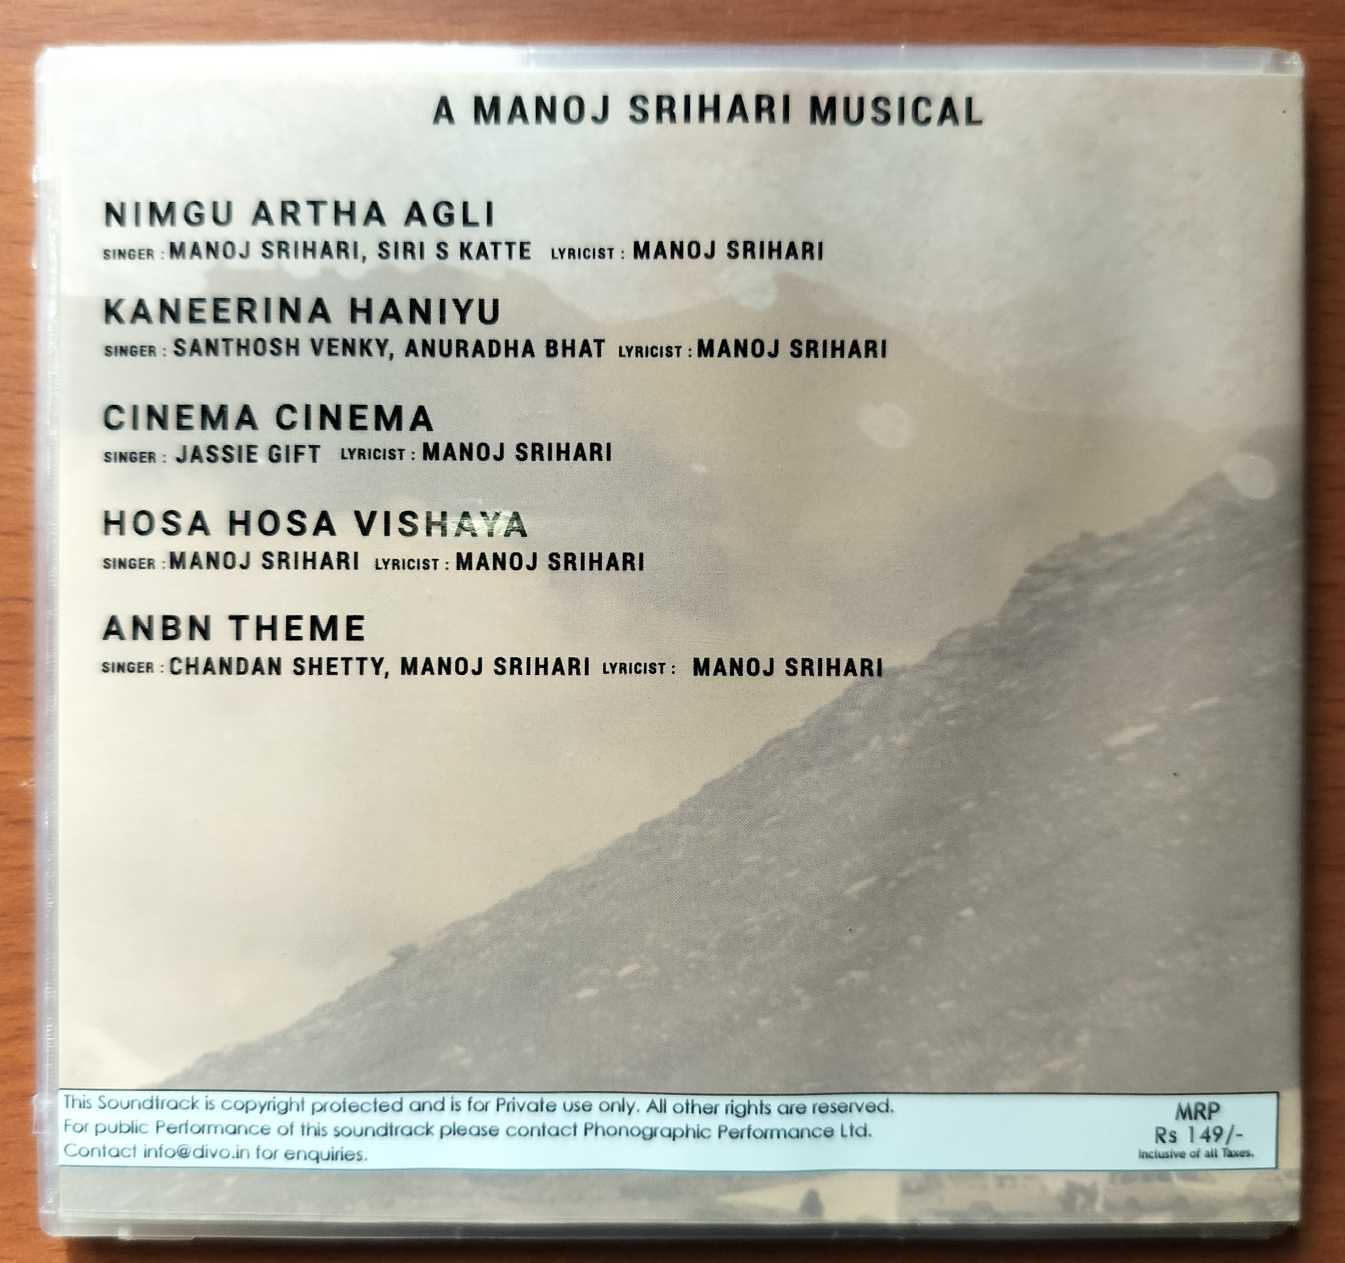 A MANOJ SRIHARI MUSICAL
NIMGU ARTHA AGLI
SINGER : MANOJ SRIHARI, SIRI S KATTE LYRICIST : MANOJ SRIHARI
KANEERINA HANIYU
SINGER : SANTHOSH VENKY, ANURADHA BHAT LYRICIST : MANOJ SRIHARI
CINEMA CINEMA
SINGER : JASSIE GIFT LYRICIST : MANOJ SRIHARI
HOSA HOSA VISHAYA
SINGER : MANOJ SRIHARI LYRICIST : MANOJ SRIHARI
ANBN THEME
SINGER : CHANDAN SHETTY, MANOJ SRIHARI LYRICIST : MANOJ SRIHARI
This Soundtrack is copyright protected and is for Private use only. All other rights are reserved.
For public Performance of this soundtrack please contact Phonographic Performance Ltd.
Contact info@divo.in for enquiries.
MRP
Rs 149/-
Inclusive of all Taxes.